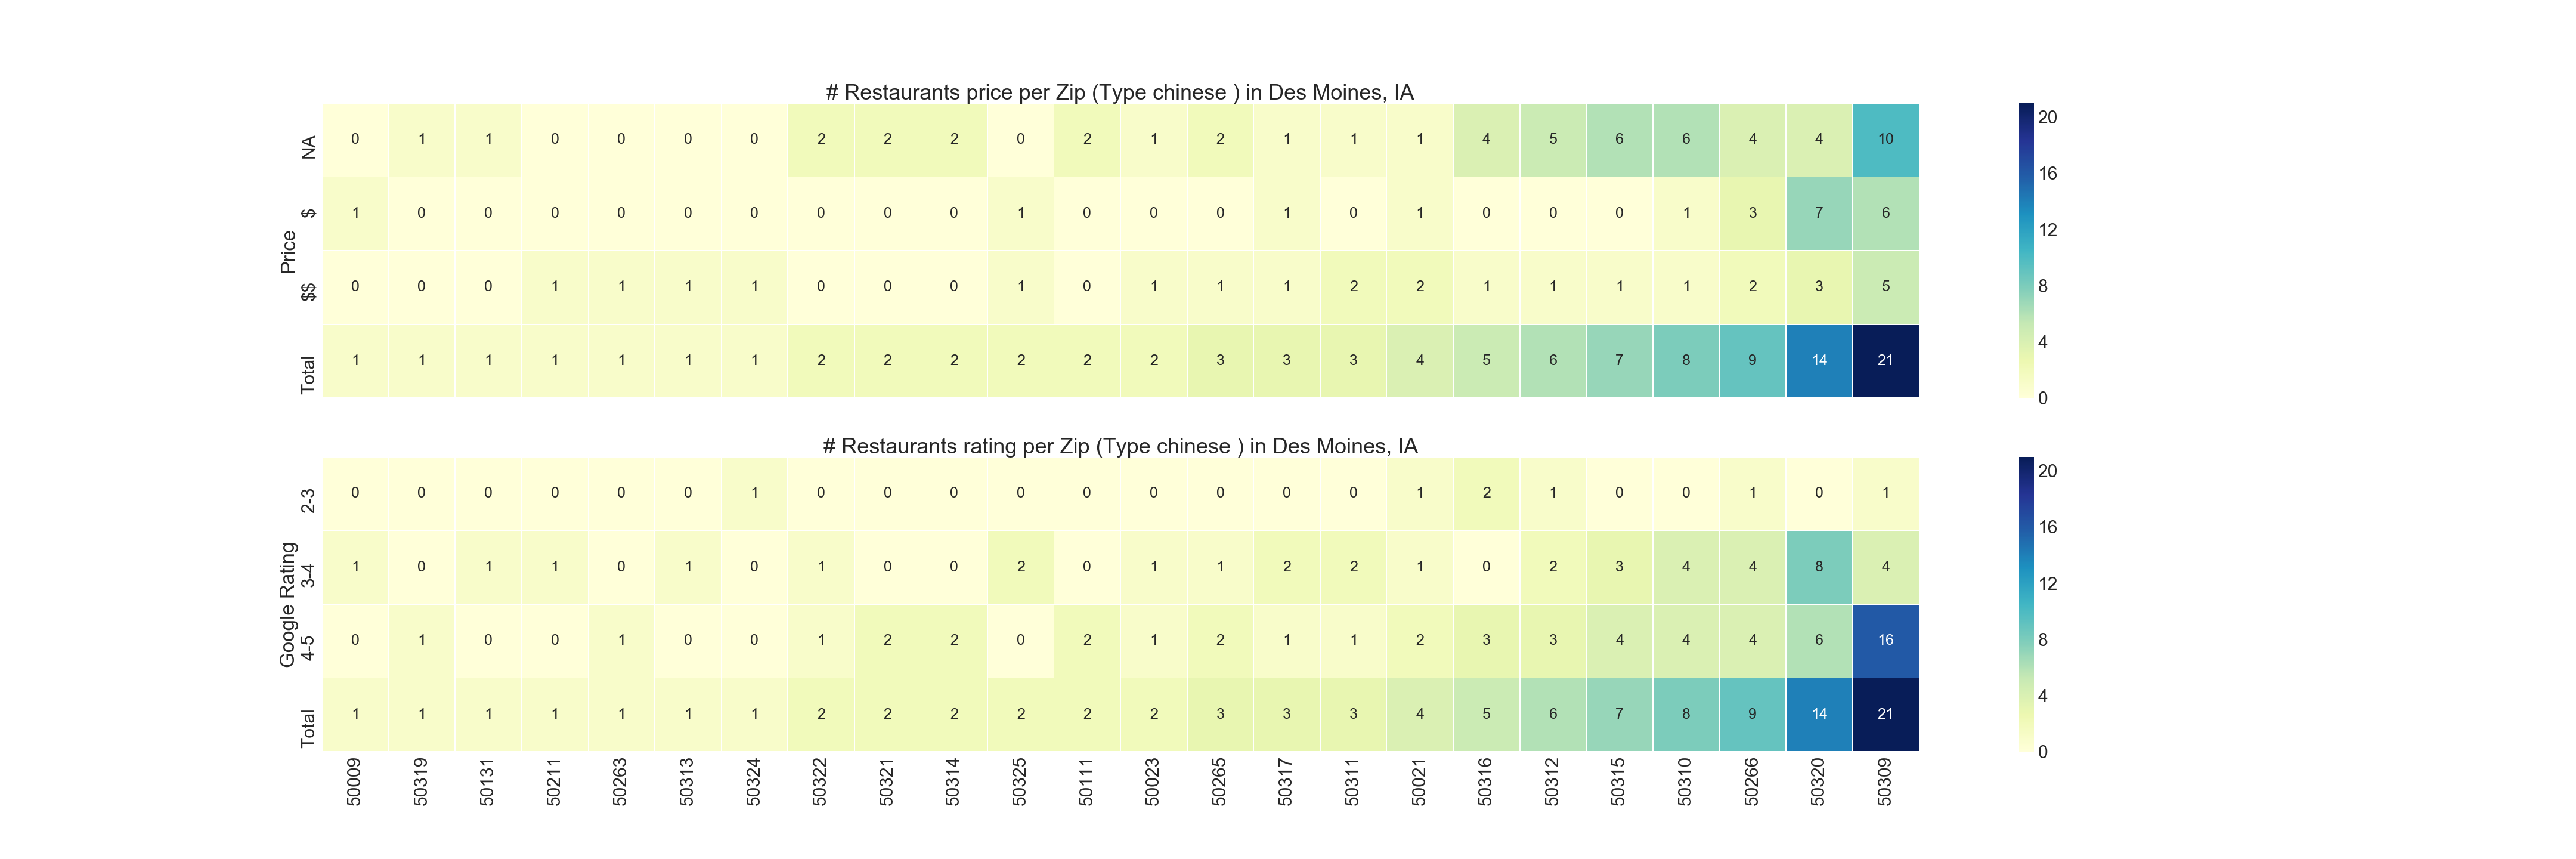 # Restaurants price per Zip (Type chinese ) in Des Moines, IA
Price
NA 0 1 1 0 0 0 0 2 2 2 0 2 1 2 1 1 1 4 5 6 6 4 4 10
$ 1 0 0 0 0 0 0 0 0 0 1 0 0 0 1 0 1 0 0 0 1 3 7 6
$$ 0 0 0 1 1 1 1 0 0 0 1 0 1 1 1 2 2 1 1 1 1 2 3 5
Total 1 1 1 1 1 1 1 2 2 2 2 2 2 3 3 3 4 5 6 7 8 9 14 21
20
16
12
8
4
0
# Restaurants rating per Zip (Type chinese ) in Des Moines, IA
Google Rating
2-3 0 0 0 0 0 0 1 0 0 0 0 0 0 0 0 0 1 2 1 0 0 1 0 1
3-4 1 0 1 1 0 1 0 1 0 0 2 0 1 1 2 2 1 0 2 3 4 4 8 4
4-5 0 1 0 0 1 0 0 1 2 2 0 2 1 2 1 1 2 3 3 4 4 4 6 16
Total 1 1 1 1 1 1 1 2 2 2 2 2 2 3 3 3 4 5 6 7 8 9 14 21
50009 50319 50131 50211 50263 50313 50324 50322 50321 50314 50325 50111 50023 50265 50317 50311 50021 50316 50312 50315 50310 50266 50320 50309
20
16
12
8
4
0